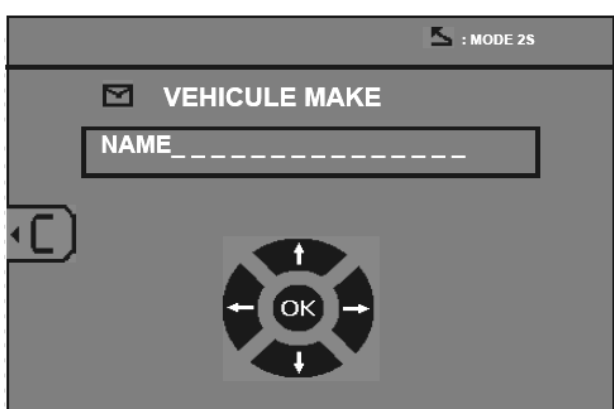 : MODE 2S
VEHICULE MAKE
NAME_ _ _ _ _ _ _ _ _ _ _ _ _ _ _
C
OK